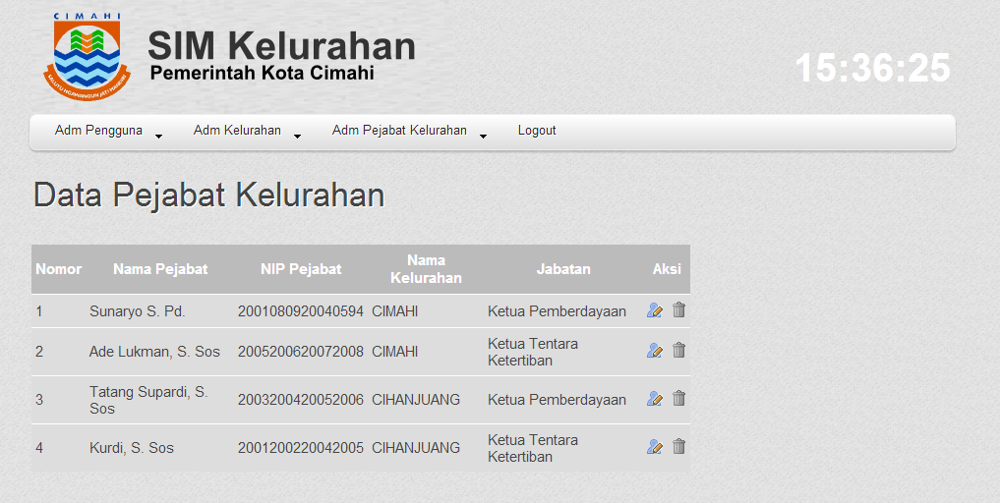 CIMAHI
SIM Kelurahan
Pemerintah Kota Cimahi
15:36:25
Adm Pengguna Adm Kelurahan Adm Pejabat Kelurahan Logout
Data Pejabat Kelurahan
Nomor Nama Pejabat NIP Pejabat Nama Kelurahan Jabatan Aksi
1 Sunaryo S. Pd. 2001080920040594 CIMAHI Ketua Pemberdayaan
2 Ade Lukman, S. Sos 2005200620072008 CIMAHI Ketua Tentara
Ketertiban
3 Tatang Supardi, S.
Sos 2003200420052006 CIHANJUANG Ketua Pemberdayaan
4 Kurdi, S. Sos 2001200220042005 CIHANJUANG Ketua Tentara
Ketertiban